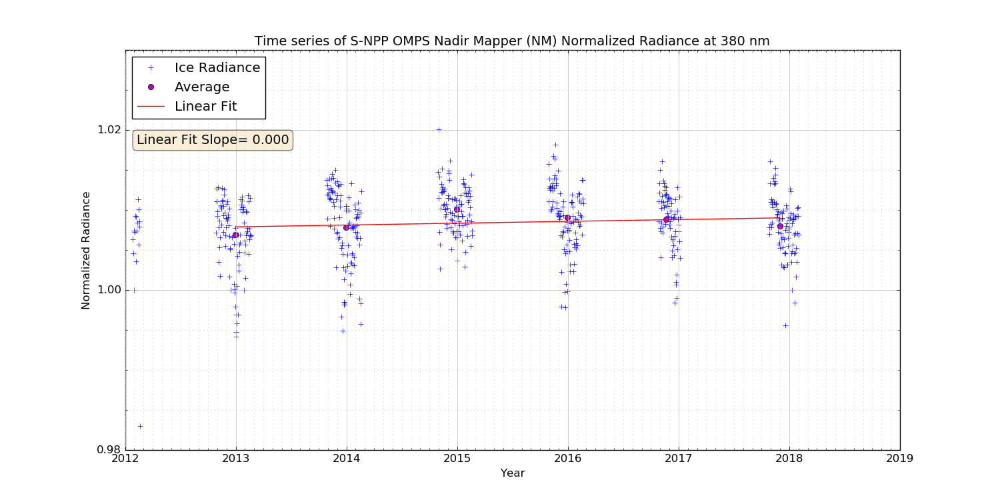 Time series of S-NPP OMPS Nadir Mapper (NM) Normalized Radiance at 380 nm
Ice Radiance
Average
Linear Fit
Linear Fit Slope= 0.000
Normalized Radiance
1.02
1.00
0.98
2012 2013 2014 2015 2016 2017 2018 2019
Year